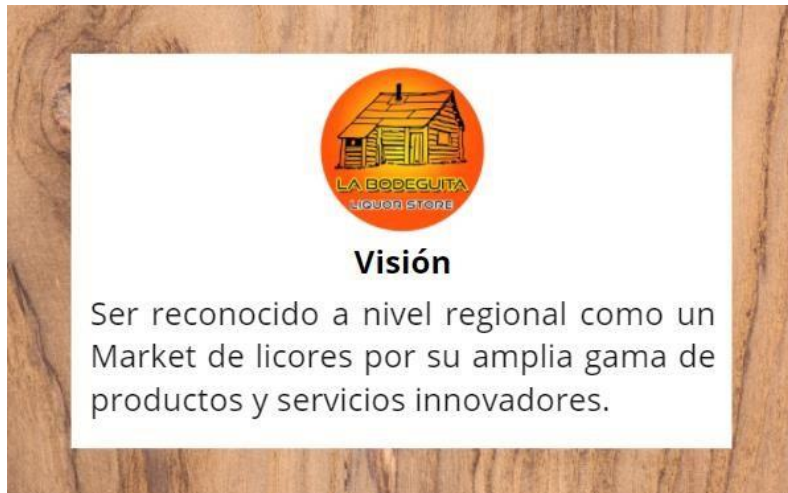 LA BODEGUITA
LIQUOR STORE
Visión
Ser reconocido a nivel regional como un
Market de licores por su amplia gama de
productos y servicios innovadores.